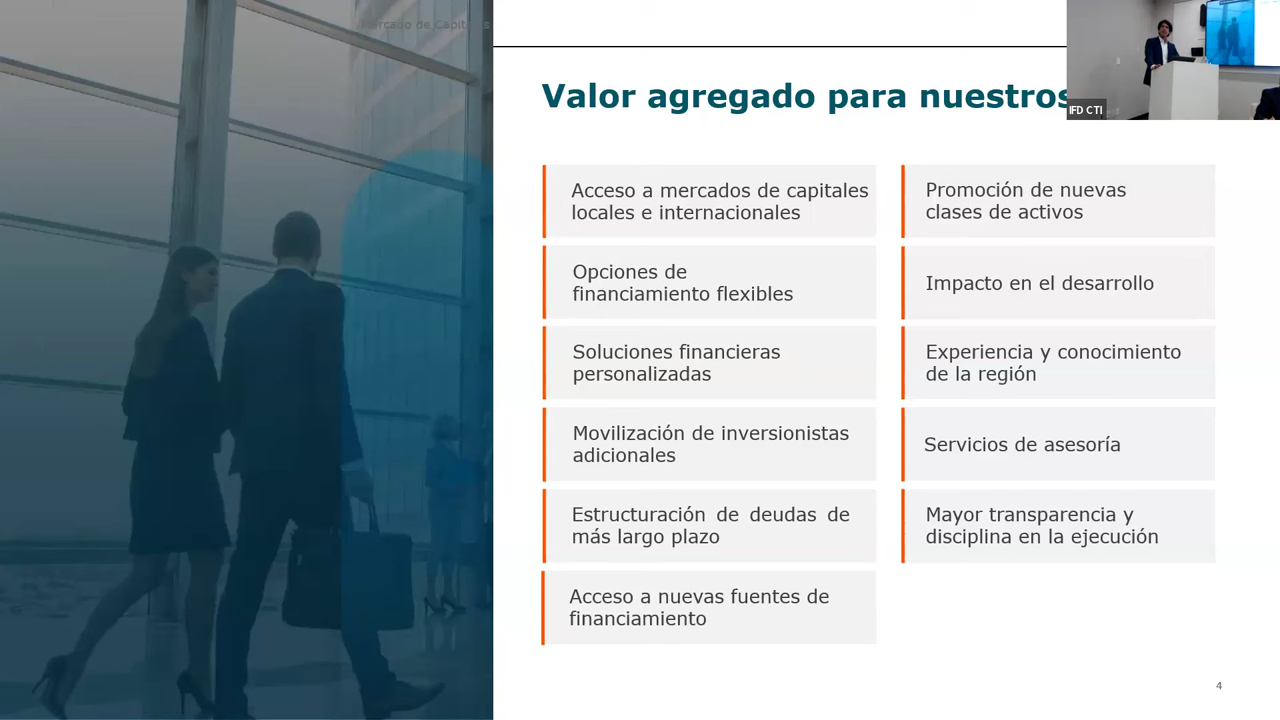 Mercado de Capitales
Valor agregado para nuestros
IFD CTI
Acceso a mercados de capitales
locales e internacionales
Opciones de
financiamiento flexibles
Soluciones financieras
personalizadas
Movilización de inversionistas
adicionales
Estructuración de deudas de
más largo plazo
Acceso a nuevas fuentes de
financiamiento
Promoción de nuevas
clases de activos
Impacto en el desarrollo
Experiencia y conocimiento
de la región
Servicios de asesoría
Mayor transparencia y
disciplina en la ejecución
4